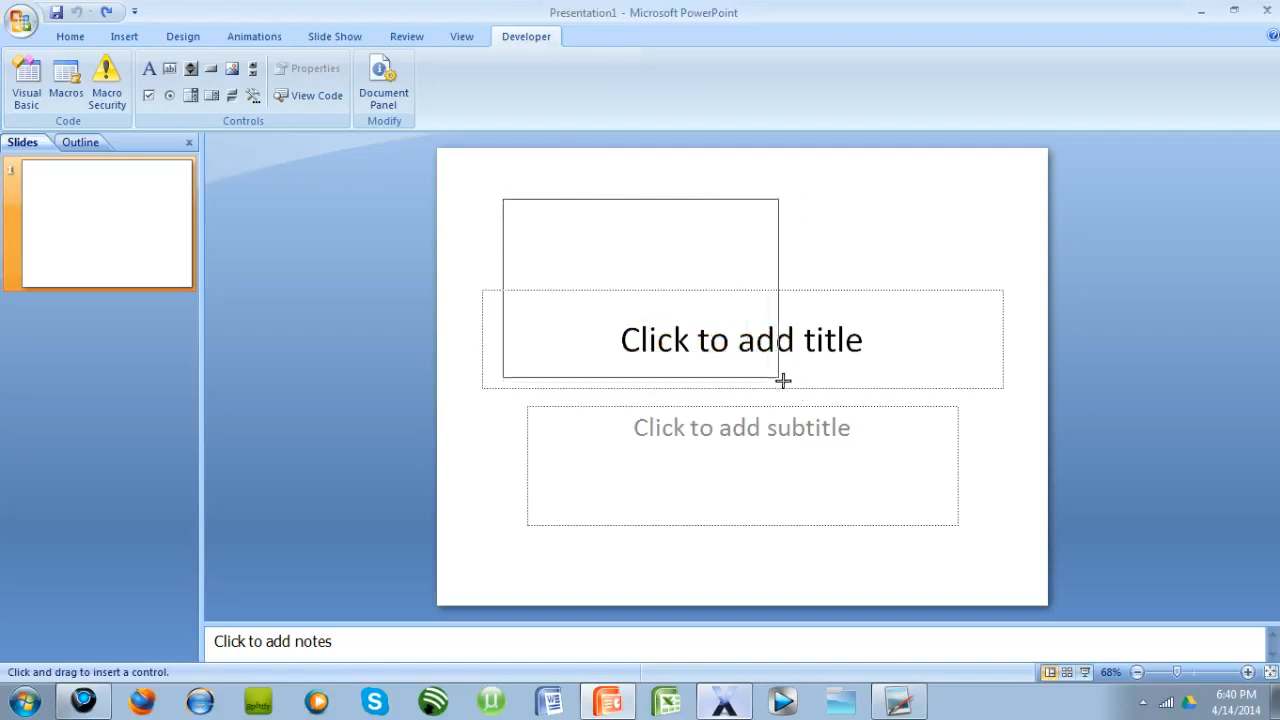 Presentation1 - Microsoft PowerPoint
Home Insert Design Animations Slide Show Review View Developer
Visual Basic
Macros
Macro Security
Code
A
Properties
View Code
Controls
Document Panel
Modify
Slides Outline
1
Click to add title
Click to add subtitle
Click to add notes
Click and drag to insert a control.
68%
6:40 PM
4/14/2014